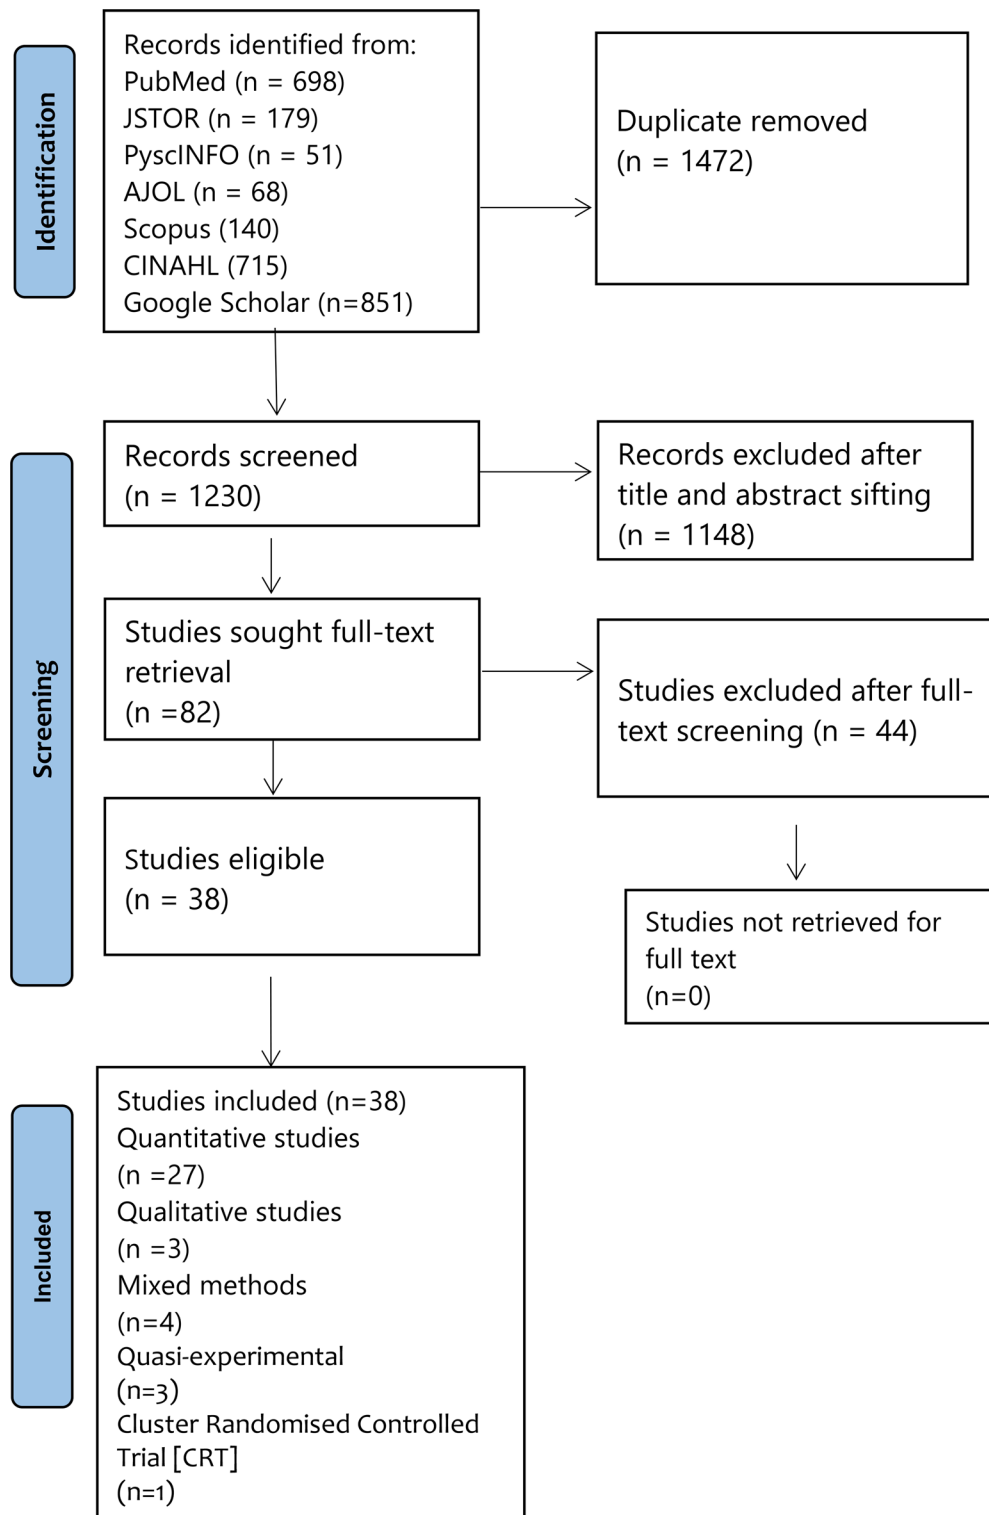 Identification
Records identified from:
PubMed (n = 698)
JSTOR (n = 179)
PyscINFO (n = 51)
AJOL (n = 68)
Scopus (140)
CINAHL (715)
Google Scholar (n=851)
Duplicate removed
(n = 1472)
Screening
Records screened
(n = 1230)
Records excluded after
title and abstract sifting
(n = 1148)
Studies sought full-text
retrieval
(n =82)
Studies excluded after full-
text screening (n = 44)
Studies eligible
(n = 38)
Studies not retrieved for
full text
(n=0)
Included
Studies included (n=38)
Quantitative studies
(n =27)
Qualitative studies
(n =3)
Mixed methods
(n=4)
Quasi-experimental
(n=3)
Cluster Randomised Controlled
Trial [CRT]
(n=1)